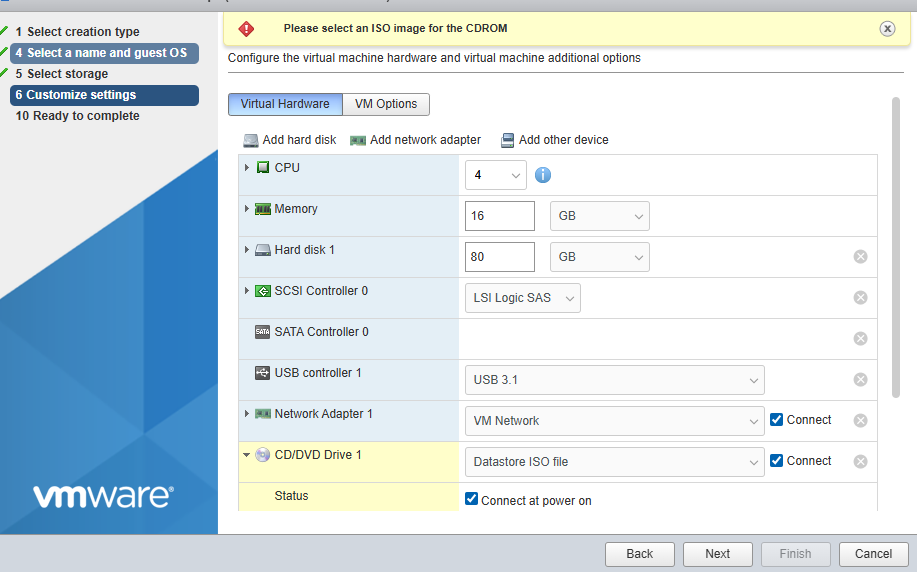 Please select an ISO image for the CDROM
1 Select creation type
4 Select a name and guest OS
5 Select storage
6 Customize settings
10 Ready to complete
vmware®
Configure the virtual machine hardware and virtual machine additional options
Virtual Hardware VM Options
Add hard disk Add network adapter Add other device
CPU 4 i
Memory 16 GB
Hard disk 1 80 GB
SCSI Controller 0 LSI Logic SAS
SATA SATA Controller 0
USB controller 1 USB 3.1
Network Adapter 1 VM Network Connect
CD/DVD Drive 1 Datastore ISO file Connect
Status Connect at power on
Back Next Finish Cancel